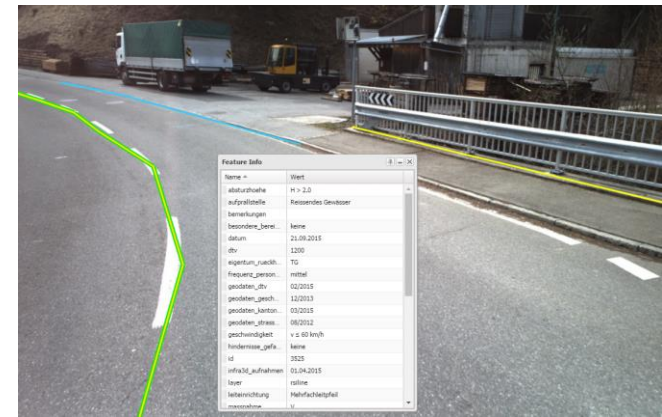 Feature Info
Name Wert
absturzhoehe H > 2.0
aufprallstelle Reissendes Gewässer
bemerkungen
besondere_berei... keine
datum 21.09.2015
dtv 1200
eigentum_rueckh... TG
frequenz_person... mittel
geodaten_dtv 02/2015
geodaten_gesch... 12/2013
geodaten_kanton... 03/2015
geodaten_strass... 08/2012
geschwindigkeit v ≤ 60 km/h
hindernisse_gefa... keine
id 3525
infra3d_aufnahmen 01.04.2015
layer rsiline
leiteinrichtung Mehrfachleitpfeil
massnahme V